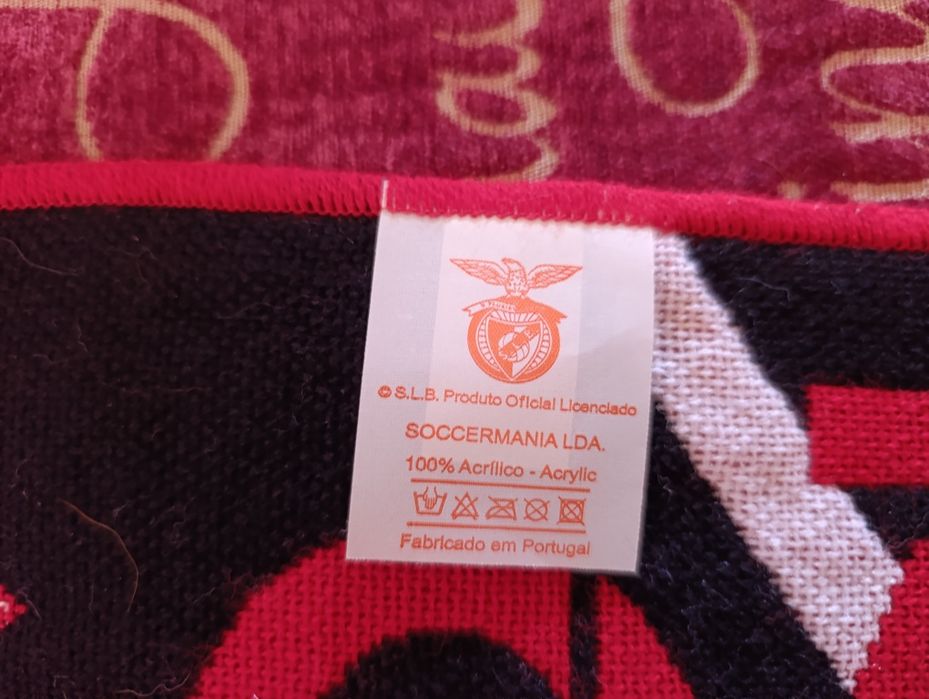 © S.L.B. Produto Oficial Licenciado
SOCCERMANIA LDA.
100% Acrílico - Acrylic
Fabricado em Portugal